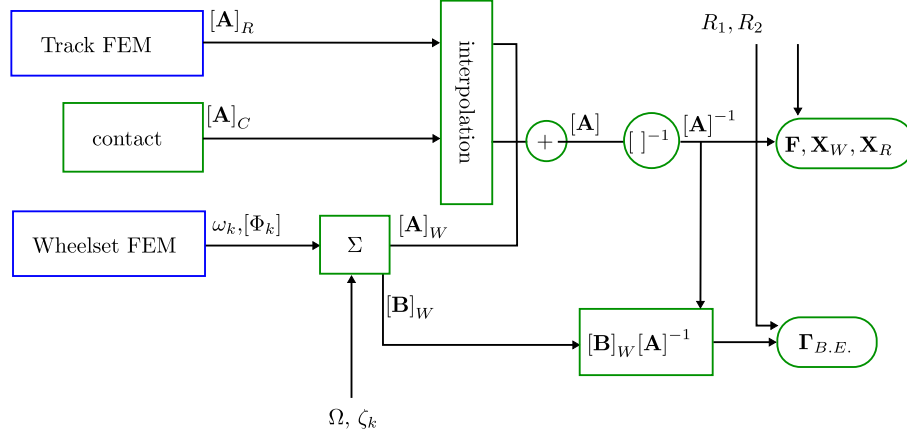 [A]_R
R_1, R_2
Track FEM
interpolation
[A]_C
contact
+
[A]
[ ]^{-1}
[A]^{-1}
F, X_W, X_R
Wheelset FEM
ω_k,[Φ_k]
Σ
[A]_W
[B]_W
[B]_W[A]^{-1}
Γ_{B.E.}
Ω, ζ_k